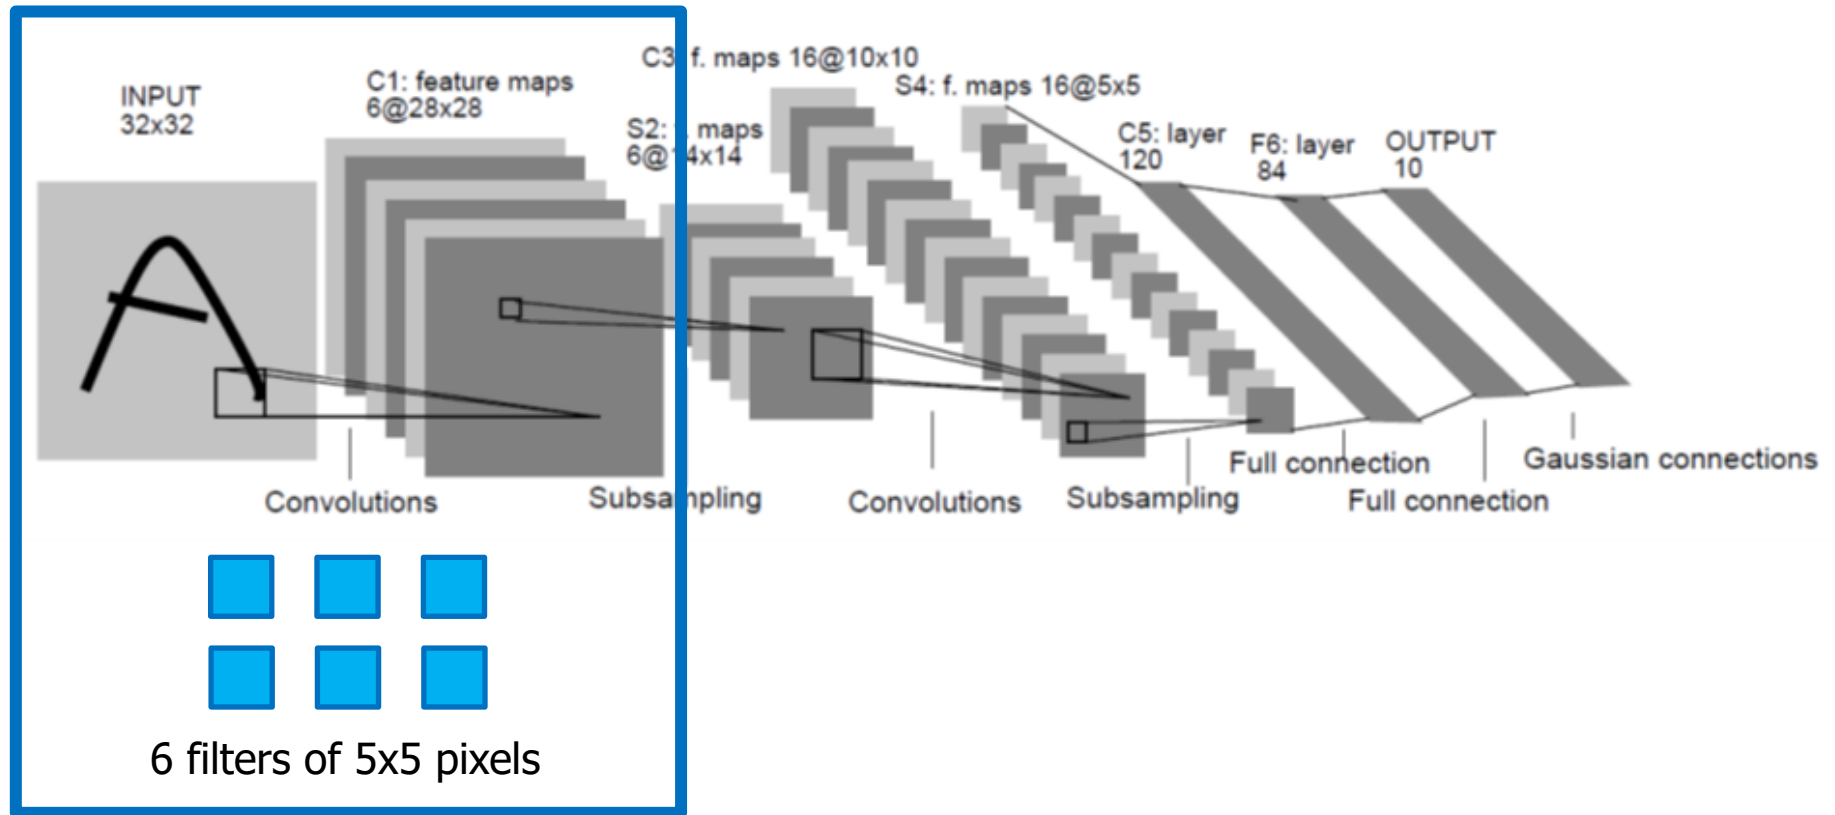 INPUT
32x32
C1: feature maps
6@28x28
C3: f. maps 16@10x10
S2: f. maps
6@14x14
S4: f. maps 16@5x5
C5: layer
120
F6: layer
84
OUTPUT
10
Convolutions
Subsampling
Convolutions
Subsampling
Full connection
Full connection
Gaussian connections
6 filters of 5x5 pixels